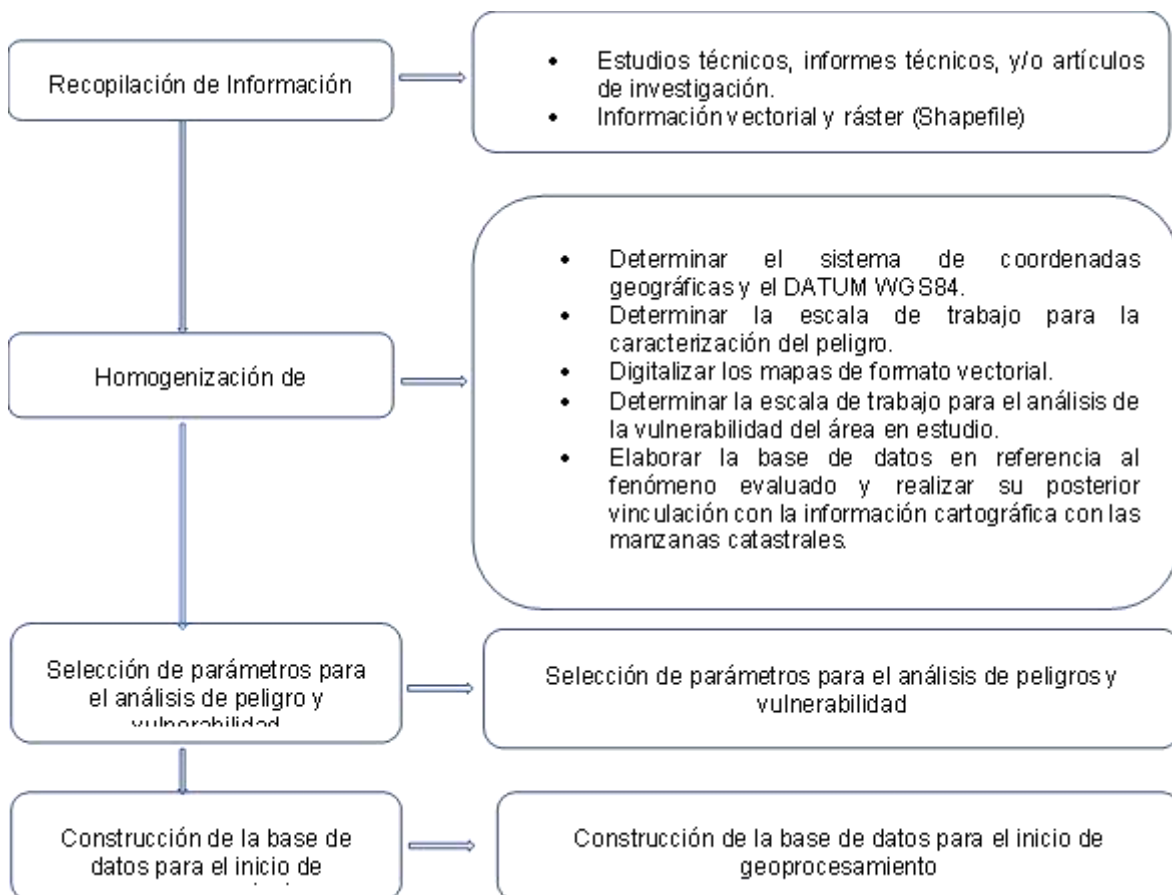 Recopilación de Información
• Estudios técnicos, informes técnicos, y/o artículos
de investigación.
• Información vectorial y ráster (Shapefile)
Homogenización de
• Determinar el sistema de coordenadas
geográficas y el DATUM WGS84.
• Determinar la escala de trabajo para la
caracterización del peligro.
• Digitalizar los mapas de formato vectorial.
• Determinar la escala de trabajo para el análisis de
la vulnerabilidad del área en estudio.
• Elaborar la base de datos en referencia al
fenómeno evaluado y realizar su posterior
vinculación con la información cartográfica con las
manzanas catastrales.
Selección de parámetros para
el análisis de peligro y
vulnerabilidad
Selección de parámetros para el análisis de peligros y
vulnerabilidad
Construcción de la base de
datos para el inicio de
Construcción de la base de datos para el inicio de
geoprocesamiento